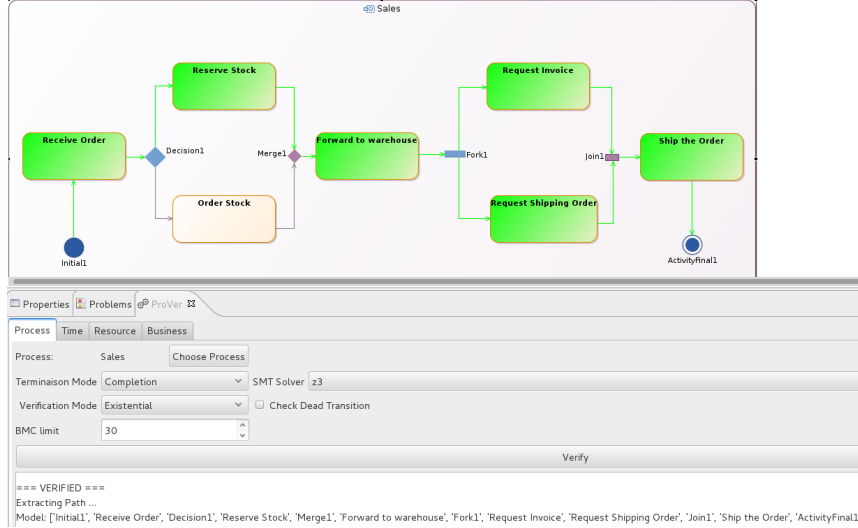 Sales
Reserve Stock
Request Invoice
Receive Order
Decision1
Merge1
Forward to warehouse
Fork1
Join1
Ship the Order
Order Stock
Request Shipping Order
Initial1
ActivityFinal1
Properties Problems ProVer
Process Time Resource Business
Process: Sales Choose Process
Terminaison Mode Completion SMT Solver z3
Verification Mode Existential Check Dead Transition
BMC limit 30
Verify
=== VERIFIED ===
Extracting Path ...
Model: ['Initial1', 'Receive Order', 'Decision1', 'Reserve Stock', 'Merge1', 'Forward to warehouse', 'Fork1', 'Request Invoice', 'Request Shipping Order', 'Join1', 'Ship the Order', 'ActivityFinal1